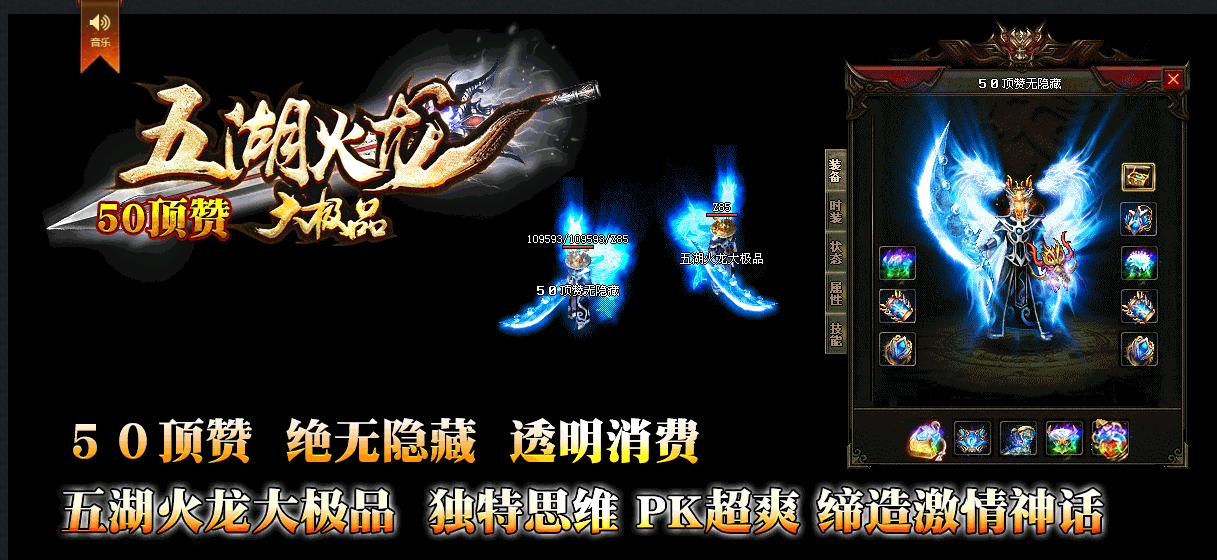 音乐
五湖火龙
50顶赞 大极品
50顶赞无隐藏
装备
时装
状态
属性
技能
Z85
109593/109593/Z85
五湖火龙大极品
50顶赞无隐藏
50顶赞 绝无隐藏 透明消费
五湖火龙大极品 独特思维 PK超爽 缔造激情神话